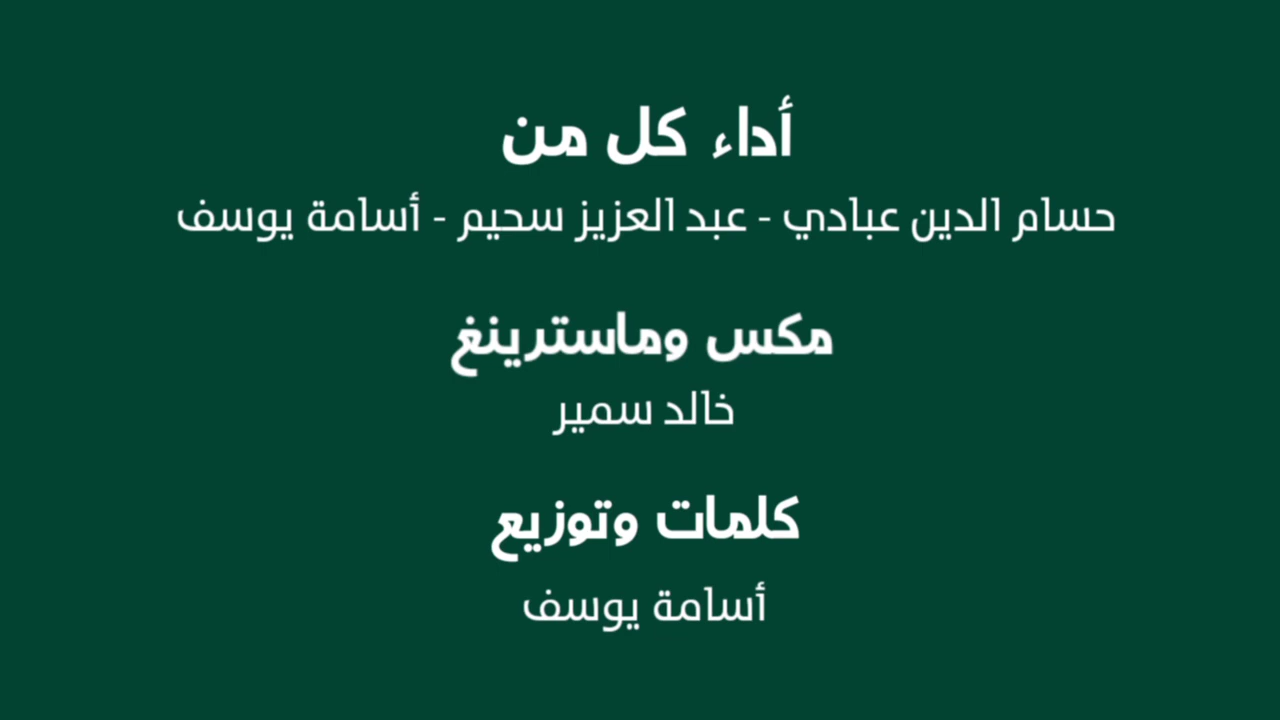 أداء كل من
حسام الدين عبادي - عبد العزيز سحيم - أسامة يوسف
مكس وماسترينغ
خالد سمير
كلمات وتوزيع
أسامة يوسف